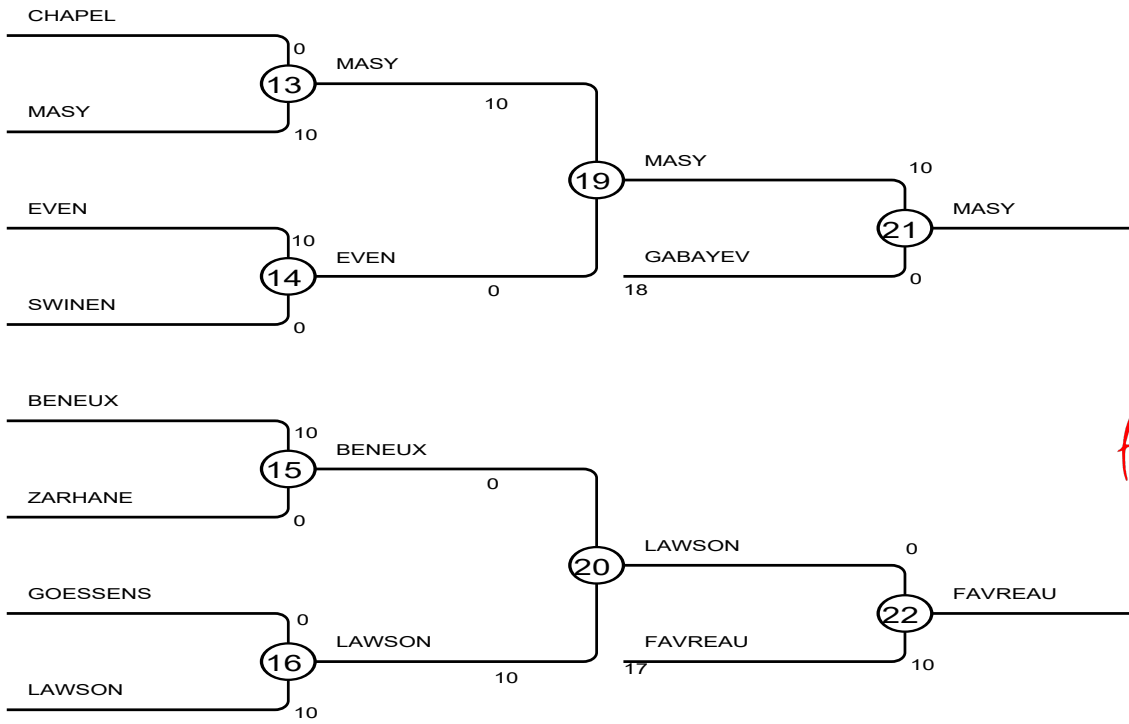 CHAPEL
0
13
MASY
10
MASY
10
19
MASY
10
EVEN
10
14
EVEN
0
SWINEN
0
21
MASY
GABAYEV
18
0
BENEUX
10
15
BENEUX
0
ZARHANE
0
20
LAWSON
0
GOESSENS
0
16
LAWSON
10
LAWSON
10
22
FAVREAU
FAVREAU
17
10